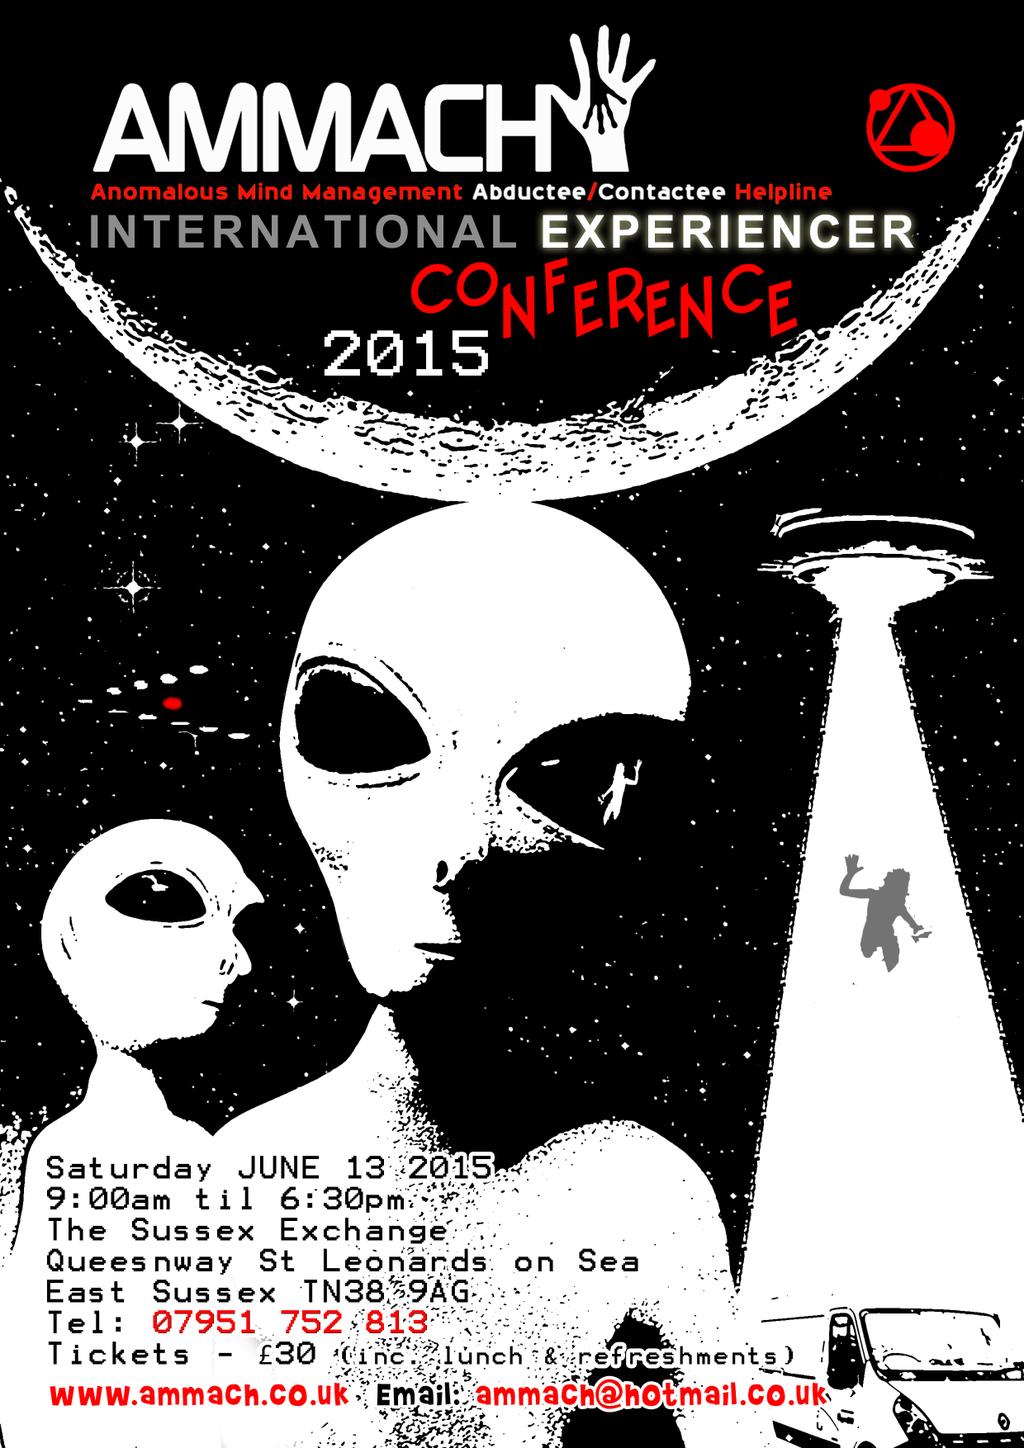 AMMACH
Anomalous Mind Management Abductee/Contactee Helpline
INTERNATIONAL EXPERIENCER
CONFERENCE
2015
Saturday JUNE 13 2015
9:00am til 6:30pm
The Sussex Exchange
Queesnway St Leonards on Sea
East Sussex TN38 9AG
Tel: 07951 752 813
Tickets - £30 (inc. lunch & refreshments)
www.ammach.co.uk Email: ammach@hotmail.co.uk